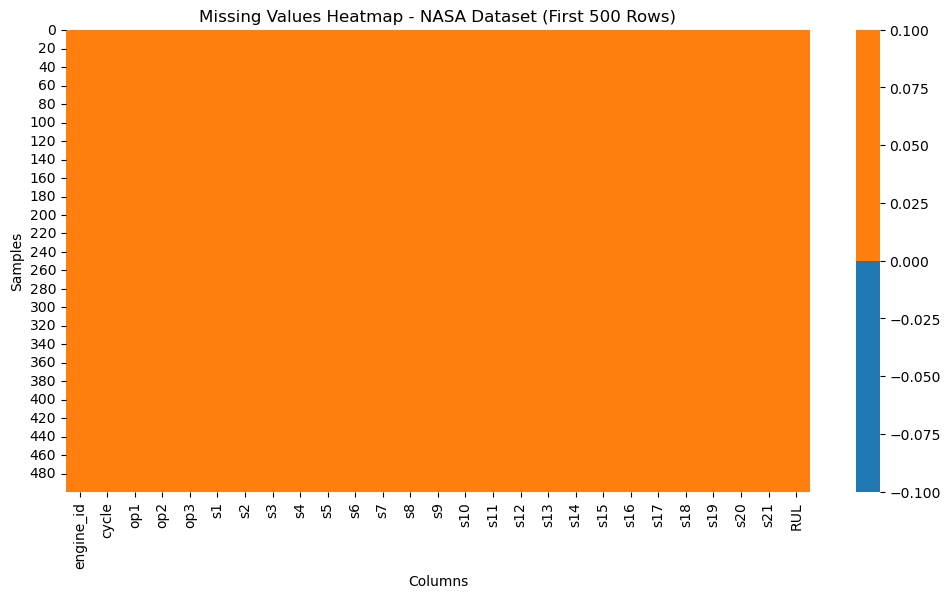 Missing Values Heatmap - NASA Dataset (First 500 Rows)
Samples
0
20
40
60
80
100
120
140
160
180
200
220
240
260
280
300
320
340
360
380
400
420
440
460
480
engine_id
cycle
op1
op2
op3
s1
s2
s3
s4
s5
s6
s7
s8
s9
s10
s11
s12
s13
s14
s15
s16
s17
s18
s19
s20
s21
RUL
Columns
0.100
0.075
0.050
0.025
0.000
−0.025
−0.050
−0.075
−0.100